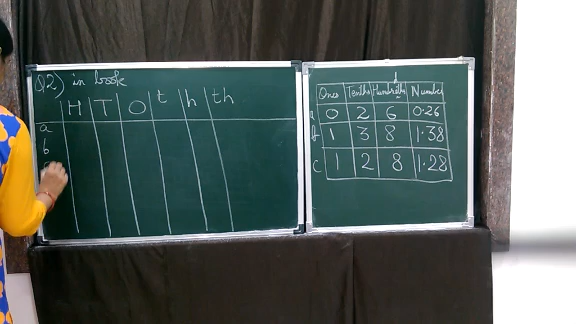 Q2) in book
H T O t h th
a
b
Ones Tenths Hundredths Number
a 0 2 6 0.26
b 1 3 8 1.38
c 1 2 8 1.28